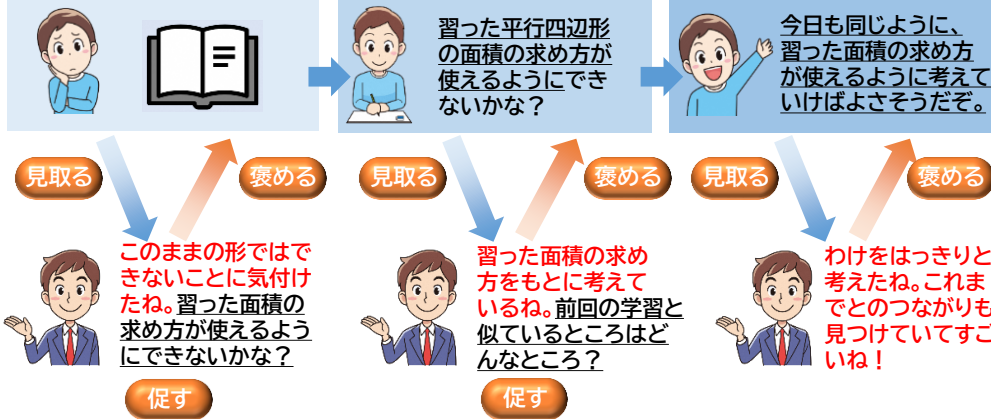 習った平行四辺形
の面積の求め方が
使えるようにでき
ないかな？
今日も同じように、
習った面積の求め方
が使えるように考えて
いけばよさそうだぞ。
見取る
褒める
見取る
褒める
見取る
褒める
このままの形ではで
きないことに気付け
たね。習った面積の
求め方が使えるよう
にできないかな？
習った面積の求め
方をもとに考えて
いるね。前回の学習と
似ているところはど
んなところ？
わけをはっきりと
考えたね。これま
でとのつながりも
見つけていてすご
いね！
促す
促す